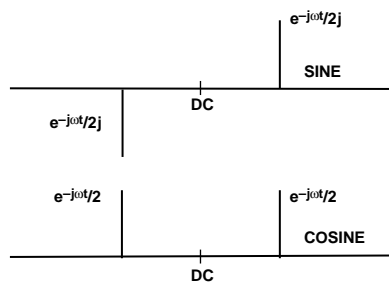 e–jωt/2j
SINE
DC
e–jωt/2j
e–jωt/2
e–jωt/2
COSINE
DC